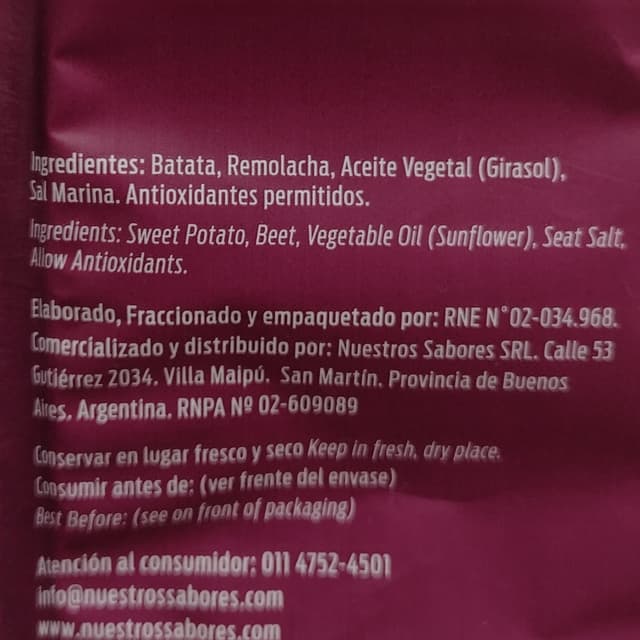 Ingredientes: Batata, Remolacha, Aceite Vegetal (Girasol),
Sal Marina. Antioxidantes permitidos.
Ingredients: Sweet Potato, Beet, Vegetable Oil (Sunflower), Seat Salt,
Allow Antioxidants.
Elaborado, Fraccionado y empaquetado por: RNE N°02-034.968.
Comercializado y distribuido por: Nuestros Sabores SRL. Calle 53
Gutiérrez 2034. Villa Maipú. San Martín. Provincia de Buenos
Aires. Argentina. RNPA Nº 02-609089
Conservar en lugar fresco y seco Keep in fresh, dry place.
Consumir antes de: (ver frente del envase)
Best Before: (see on front of packaging)
Atención al consumidor: 011 4752-4501
info@nuestrossabores.com
www.nuestrossabores.com